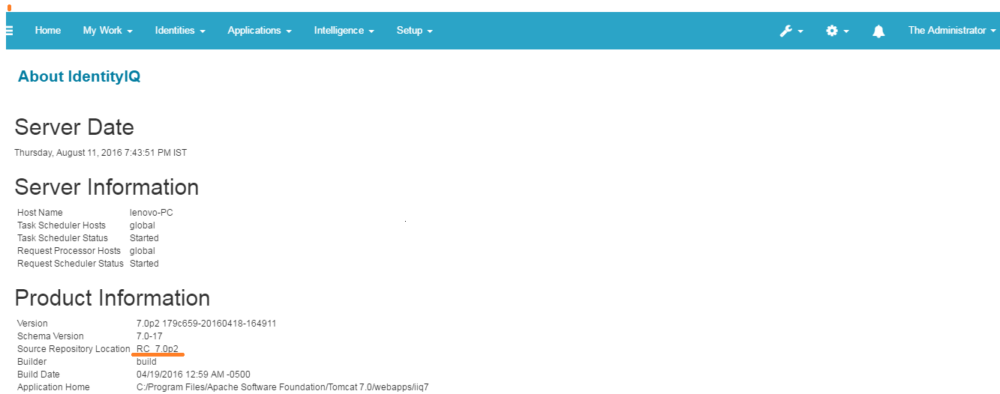 Home My Work Identities Applications Intelligence Setup The Administrator
About IdentityIQ
Server Date
Thursday, August 11, 2016 7:43:51 PM IST
Server Information
Host Name lenovo-PC
Task Scheduler Hosts global
Task Scheduler Status Started
Request Processor Hosts global
Request Scheduler Status Started
Product Information
Version 7.0p2 179c659-20160418-164911
Schema Version 7.0-17
Source Repository Location RC_7.0p2
Builder build
Build Date 04/19/2016 12:59 AM -0500
Application Home C:/Program Files/Apache Software Foundation/Tomcat 7.0/webapps/iiq7